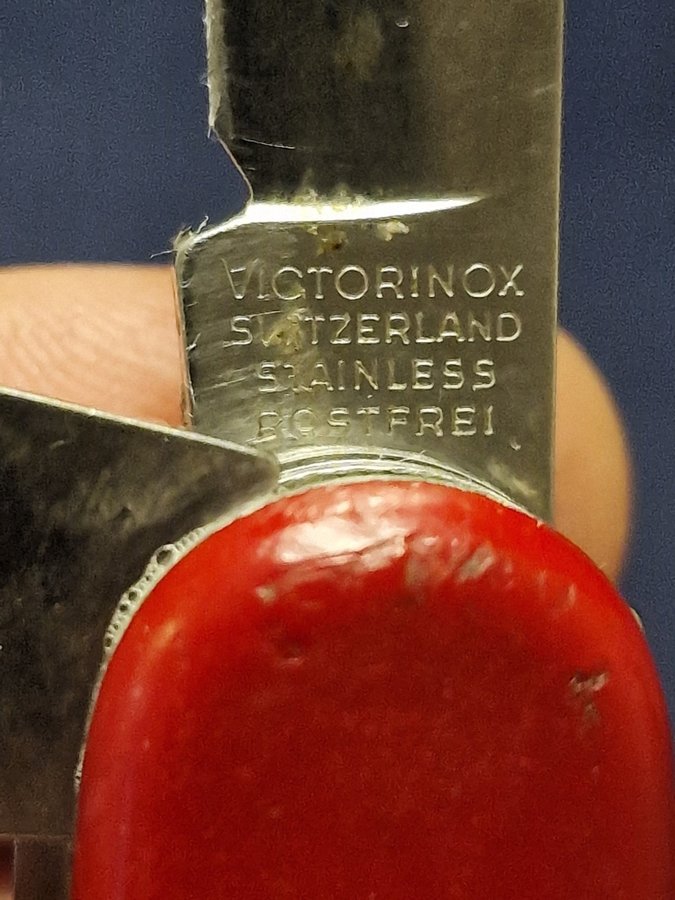 VICTORINOX
SWITZERLAND
STAINLESS
ROSTFREI